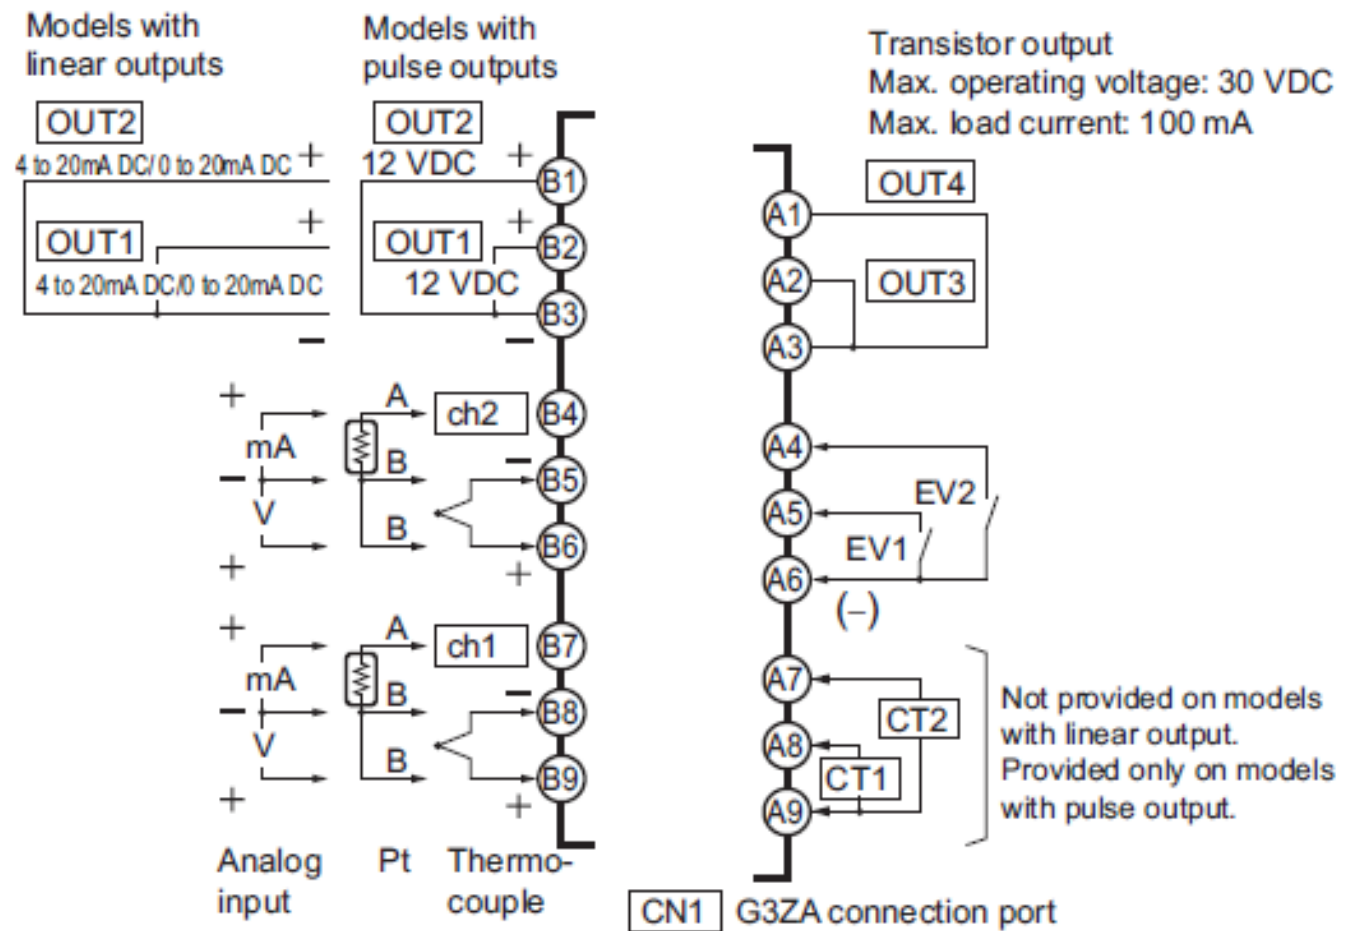 Models with
linear outputs
OUT2
4 to 20mA DC/ 0 to 20mA DC +
+
OUT1
4 to 20mA DC/0 to 20mA DC
−
Models with
pulse outputs
OUT2
12 VDC +
B1
+
OUT1
B2
12 VDC
B3
−
+
mA
−
V
+
A
B
B
ch2
B4
−
B5
B6
+
+
mA
−
V
+
A
B
B
ch1
B7
−
B8
B9
+
Analog
input
Pt
Thermo-
couple
Transistor output
Max. operating voltage: 30 VDC
Max. load current: 100 mA
OUT4
A1
A2
OUT3
A3
A4
EV2
A5
EV1
A6
(−)
A7
CT2
A8
CT1
A9
Not provided on models
with linear output.
Provided only on models
with pulse output.
CN1 G3ZA connection port